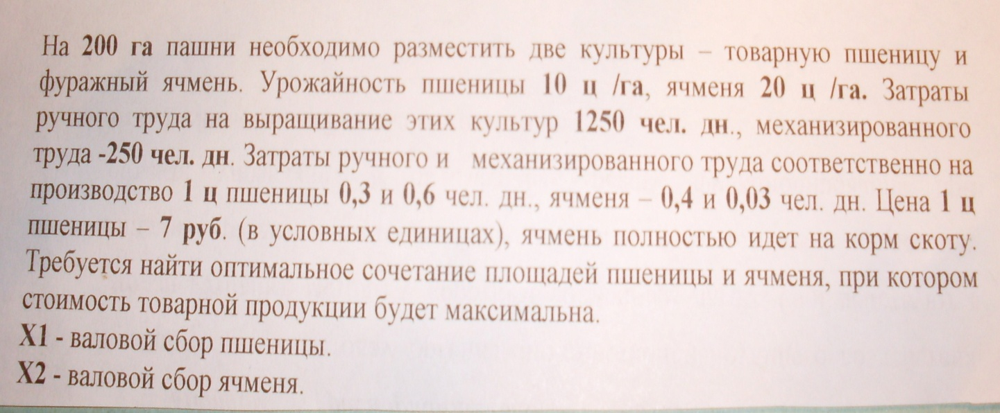 На 200 га пашни необходимо разместить две культуры – товарную пшеницу и
фуражный ячмень. Урожайность пшеницы 10 ц /га, ячменя 20 ц /га. Затраты
ручного труда на выращивание этих культур 1250 чел. дн., механизированного
труда -250 чел. дн. Затраты ручного и механизированного труда соответственно на
производство 1 ц пшеницы 0,3 и 0,6 чел. дн., ячменя – 0,4 и 0,03 чел. дн. Цена 1 ц
пшеницы – 7 руб. (в условных единицах), ячмень полностью идет на корм скоту.
Требуется найти оптимальное сочетание площадей пшеницы и ячменя, при котором
стоимость товарной продукции будет максимальна.
X1 - валовой сбор пшеницы.
X2 - валовой сбор ячменя.